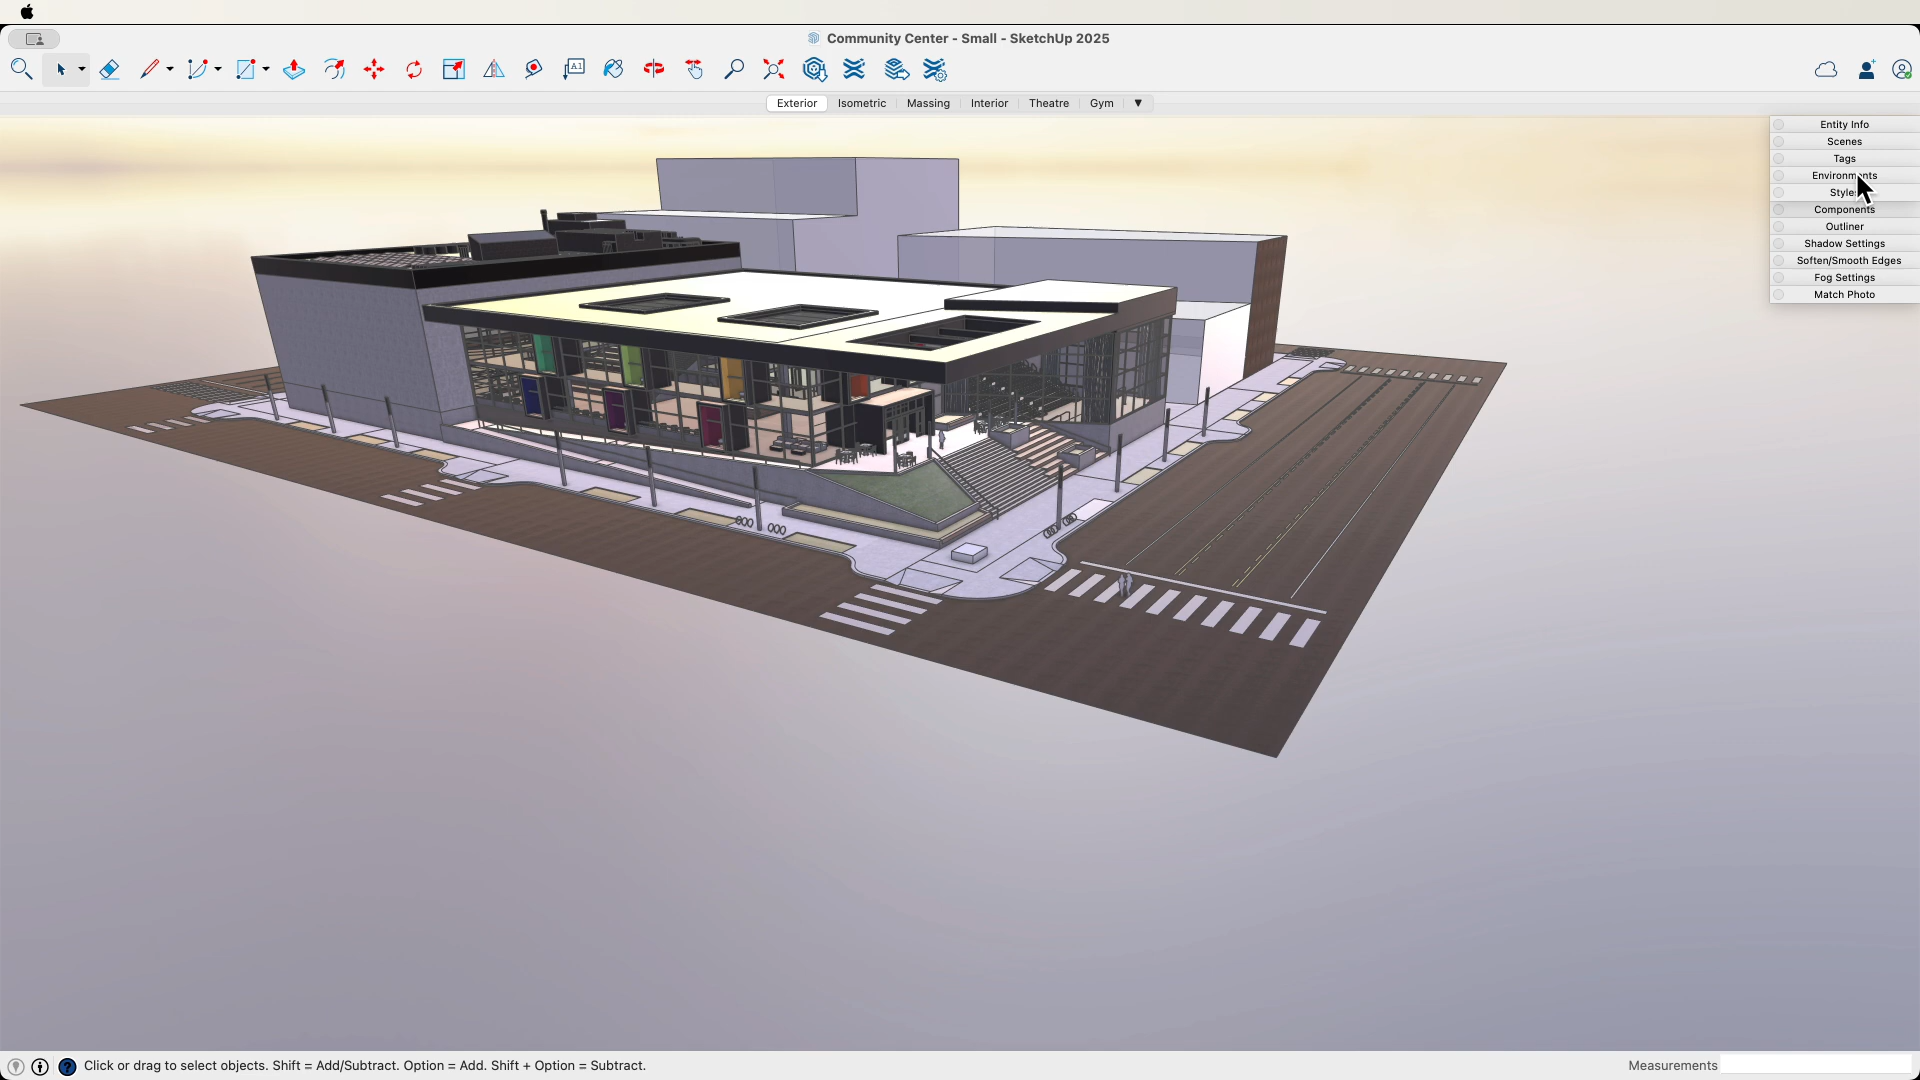 Community Center - Small - SketchUp 2025
A1
Exterior Isometric Massing Interior Theatre Gym
Entity Info
Scenes
Tags
Environments
Components
Outliner
Shadow Settings
Soften/Smooth Edges
Fog Settings
Match Photo
Click or drag to select objects. Shift = Add/Subtract. Option = Add. Shift + Option = Subtract.
Measurements